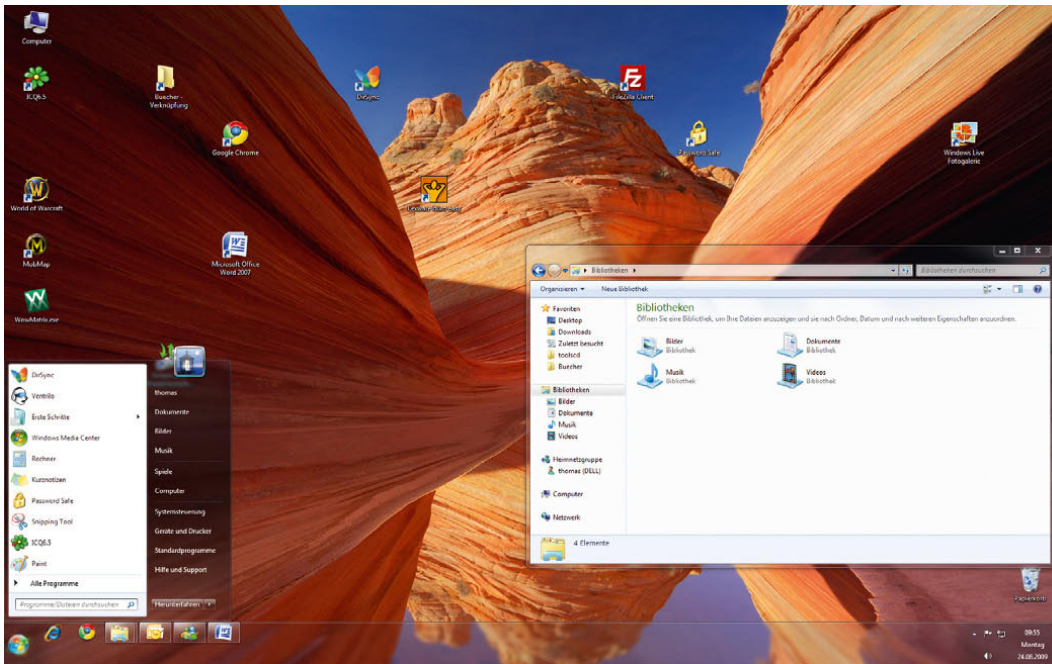 Computer
ICQ6.5
Buecher -
Verknüpfung
DirSync
FileZilla Client
Google Chrome
Password Safe
Windows Live
Fotogalerie
World of Warcraft
MobMap
Microsoft Office
Word 2007
WowMatrix.exe
DirSync
Ventrilo
Erste Schritte
Windows Media Center
Rechner
Kurznotizen
Password Safe
Snipping Tool
ICQ6.5
Paint
Alle Programme
Programme/Dateien durchsuchen
thomas
Dokumente
Bilder
Musik
Spiele
Computer
Systemsteuerung
Geräte und Drucker
Standardprogramme
Hilfe und Support
Herunterfahren
Bibliotheken
Bibliotheken durchsuchen
Organisieren
Neue Bibliothek
Favoriten
Desktop
Downloads
Zuletzt besucht
toolscd
Buecher
Bibliotheken
Bilder
Dokumente
Musik
Videos
Heimnetzgruppe
thomas (DELL)
Computer
Netzwerk
Bibliotheken
Öffnen Sie eine Bibliothek, um Ihre Dateien anzuzeigen und sie nach Ordner, Datum und nach weiteren Eigenschaften anzuordnen.
Bilder
Bibliothek
Dokumente
Bibliothek
Musik
Bibliothek
Videos
Bibliothek
4 Elemente
Papierkorb
09:55
Montag
24.08.2009